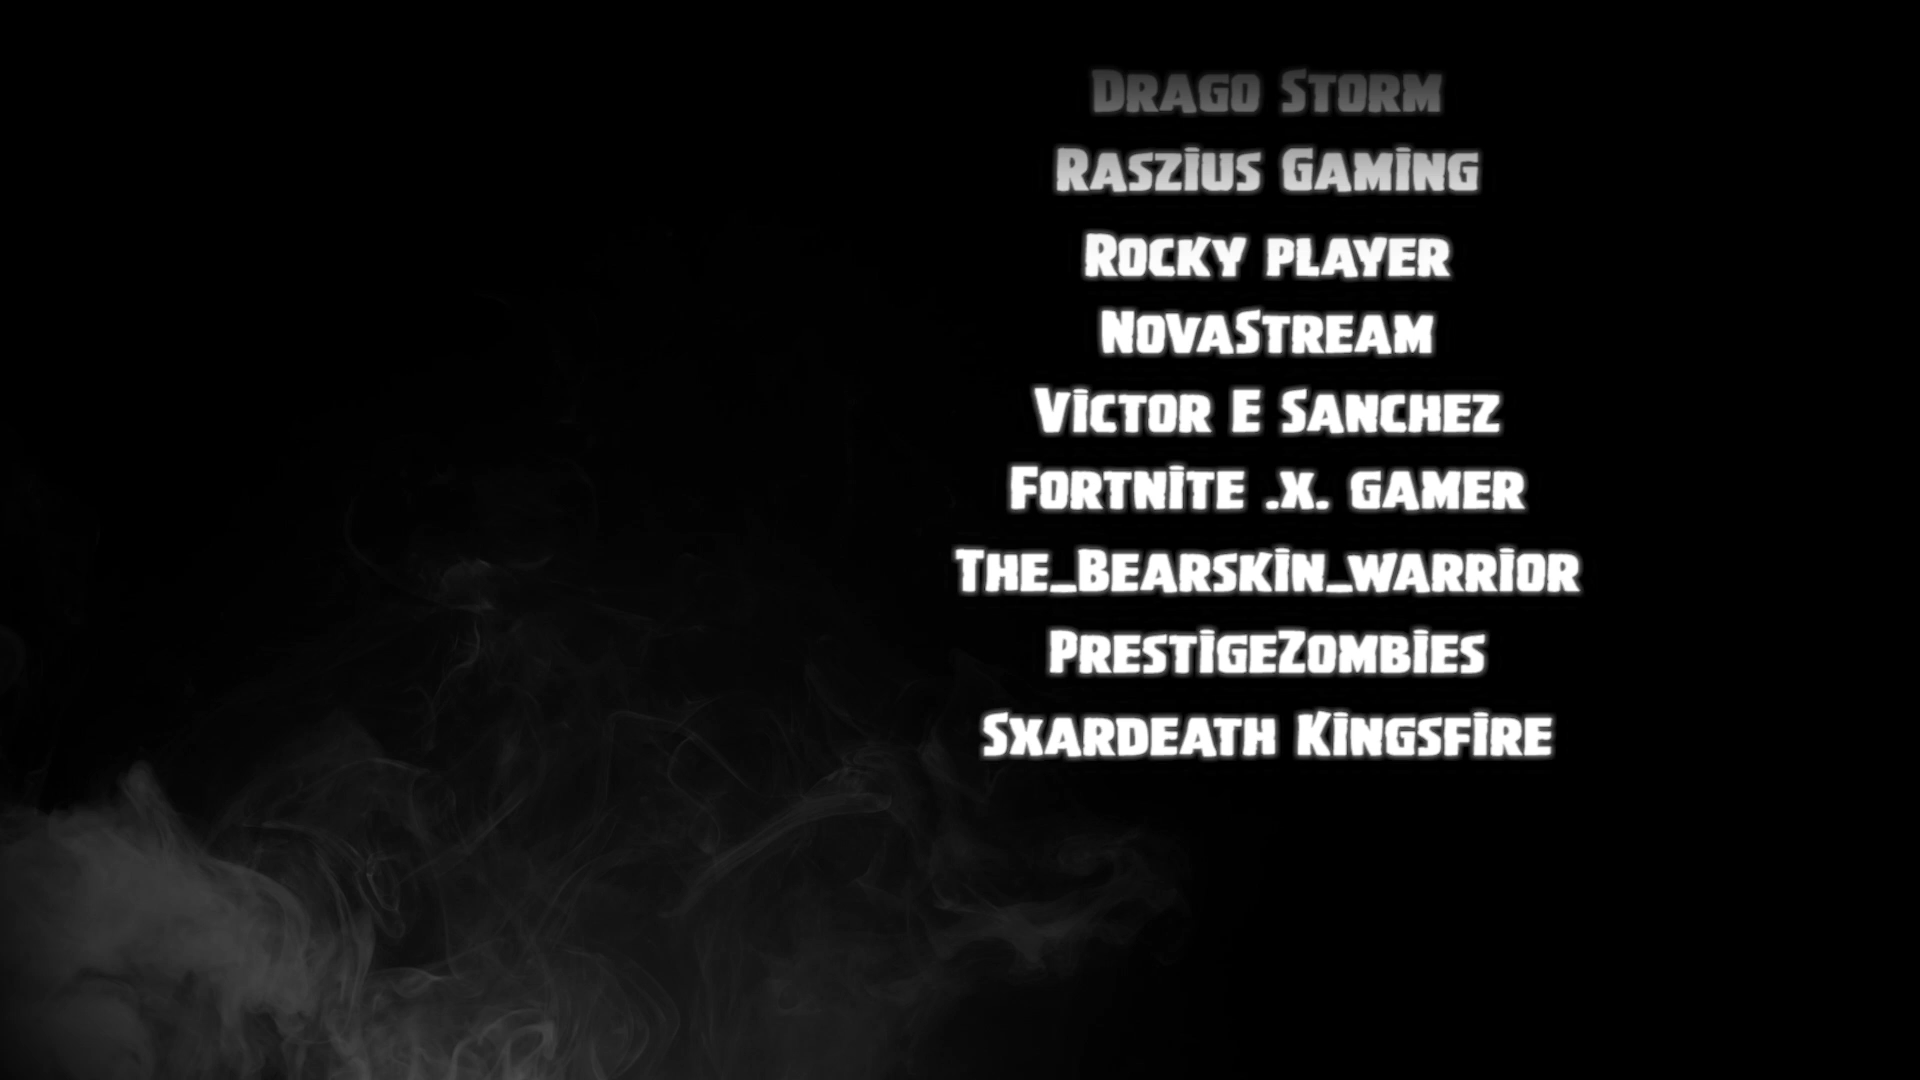 Drago Storm
Raszius Gaming
Rocky player
NovaStream
Victor E Sanchez
Fortnite .x. gamer
The_Bearskin_warrior
PrestigeZombies
Sxardeath Kingsfire